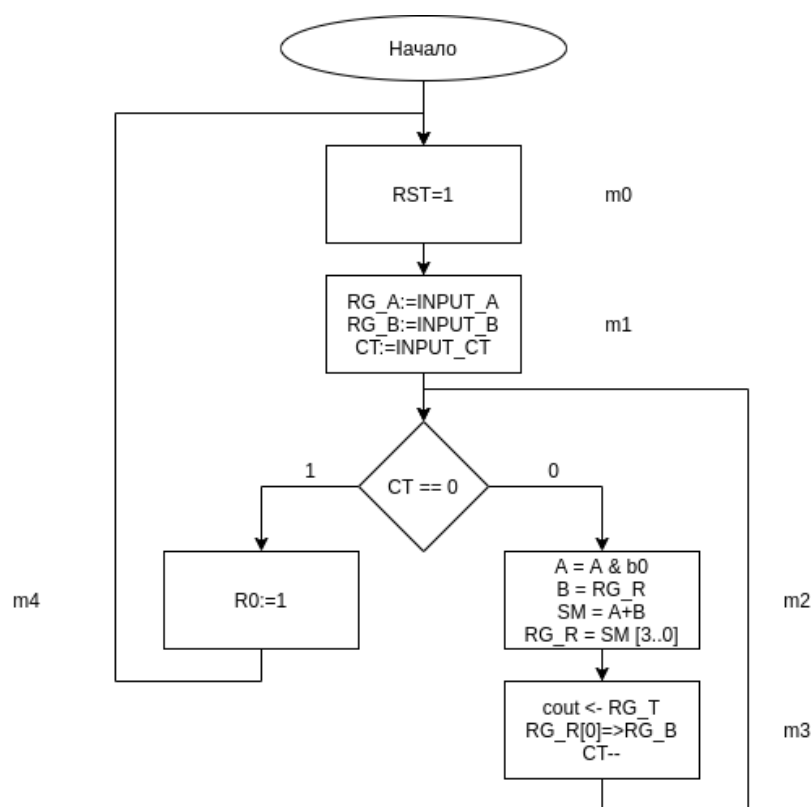 Начало
RST=1
m0
RG_A:=INPUT_A
RG_B:=INPUT_B
CT:=INPUT_CT
m1
1
0
CT == 0
m4
R0:=1
A = A & b0
B = RG_R
SM = A+B
RG_R = SM [3..0]
m2
cout <- RG_T
RG_R[0]=>RG_B
CT--
m3